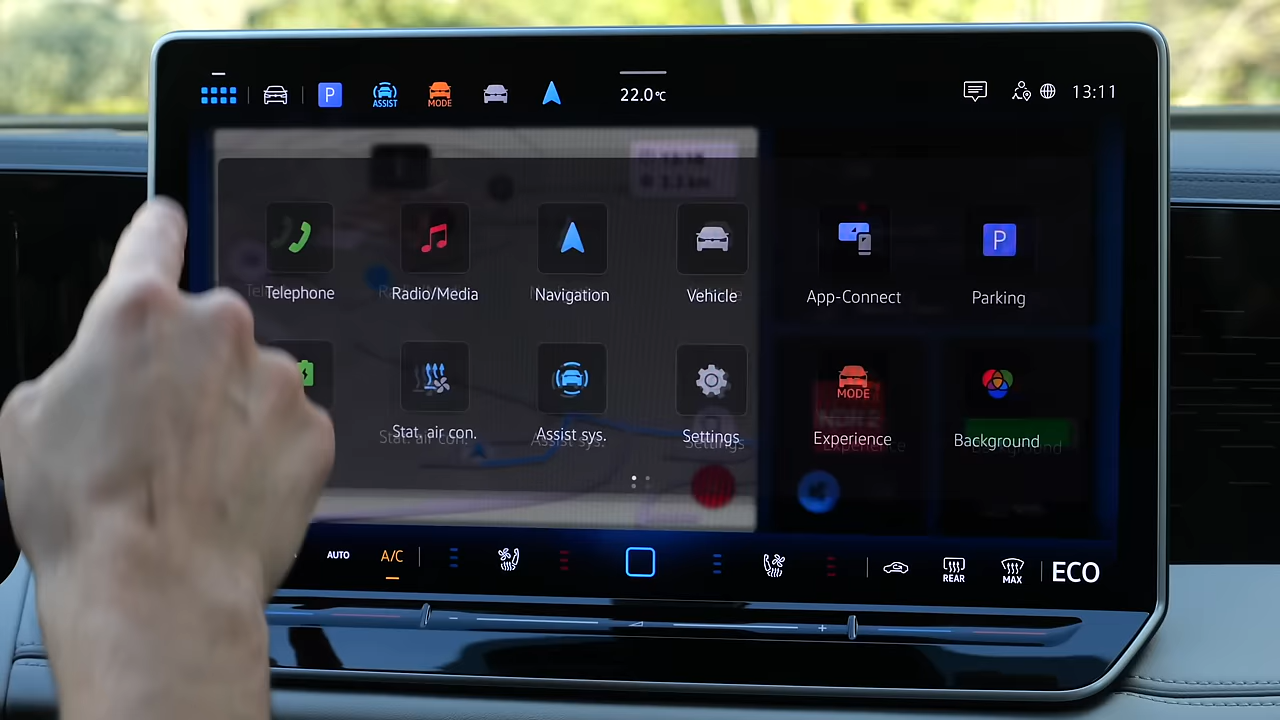 P ASSIST MODE 22.0°C 13:11
Telephone Radio/Media Navigation Vehicle App-Connect Parking
P
MODE
Stat. air con. Assist sys. Settings Experience Background
AUTO A/C REAR MAX ECO